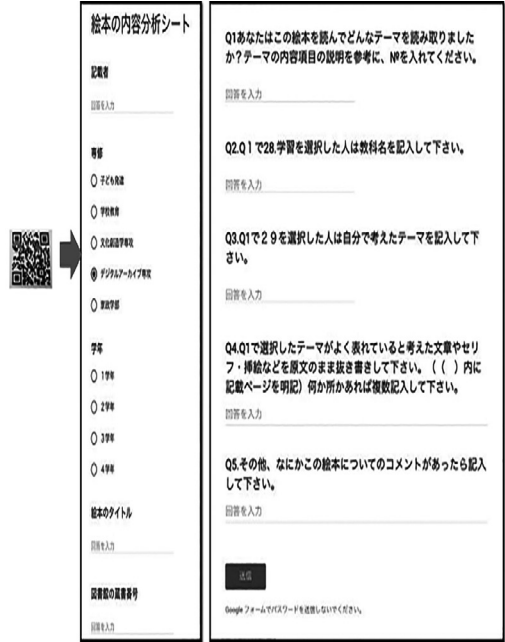 絵本の内容分析シート
記載者
回答を入力
専修
子ども発達
学校教育
文化創造学専攻
デジタルアーカイブ専攻
家政学部
学年
1学年
2学年
3学年
4学年
絵本のタイトル
回答を入力
図書館の蔵書番号
回答を入力
Q1あなたはこの絵本を読んでどんなテーマを読み取りました
か？テーマの内容項目の説明を参考に、№を入れてください。
回答を入力
Q2.Q１で28.学習を選択した人は教科名を記入して下さい。
回答を入力
Q3.Q1で２９を選択した人は自分で考えたテーマを記入して下
さい。
回答を入力
Q4.Q1で選択したテーマがよく表れていると考えた文章やセリ
フ・挿絵などを原文のまま抜き書きして下さい。（（　）内に
記載ページを明記）何か所かあれば複数記入して下さい。
回答を入力
Q5.その他、なにかこの絵本についてのコメントがあったら記入
して下さい。
回答を入力
送信
Google フォームでパスワードを送信しないでください。